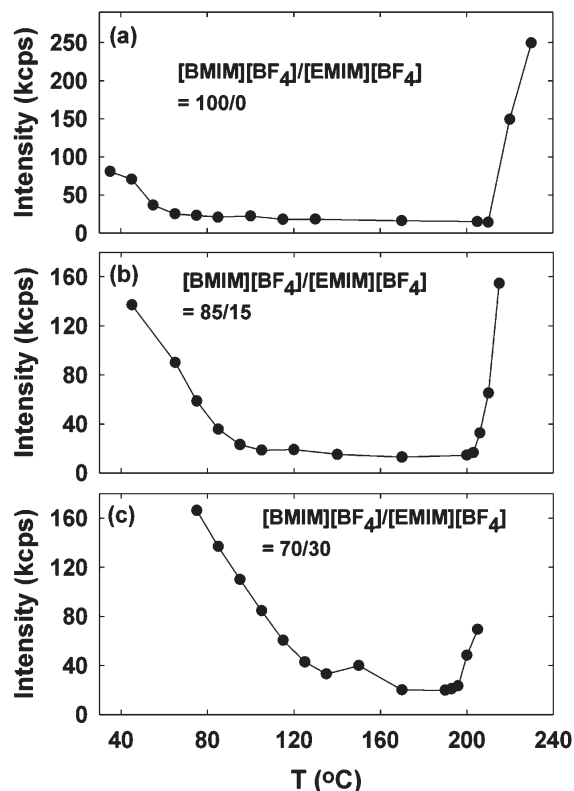 (a)
[BMIM][BF4]/[EMIM][BF4]
= 100/0
Intensity (kcps)
250
200
150
100
50
0
(b)
[BMIM][BF4]/[EMIM][BF4]
= 85/15
Intensity (kcps)
160
120
80
40
0
(c)
[BMIM][BF4]/[EMIM][BF4]
= 70/30
Intensity (kcps)
160
120
80
40
0
40 80 120 160 200 240
T (oC)